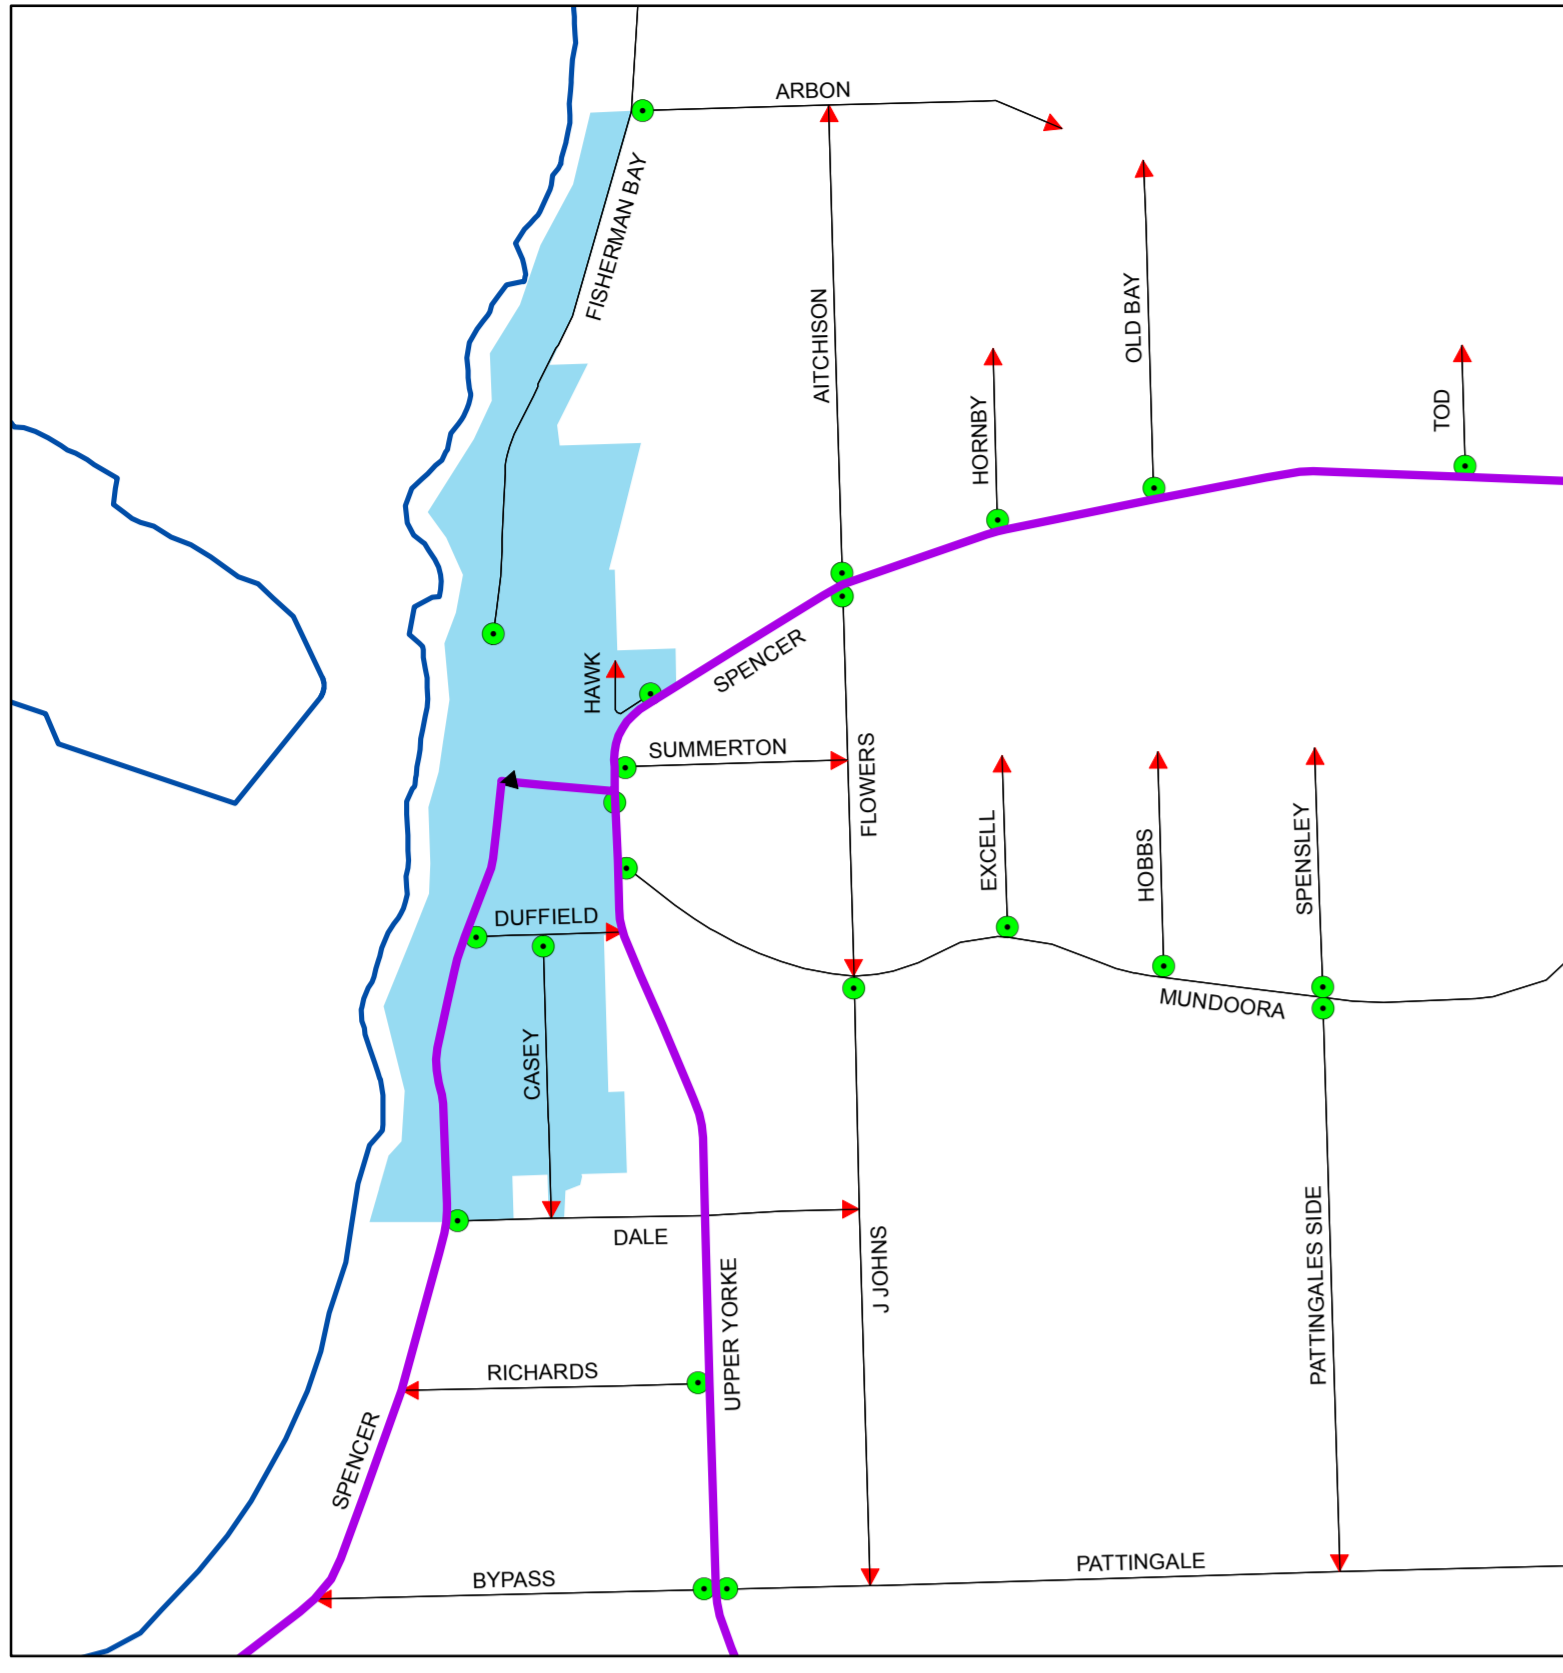 ARBON
FISHERMAN BAY
AITCHISON
OLD BAY
HORNBY
TOD
SPENCER
HAWK
SUMMERTON
FLOWERS
EXCELL
HOBBS
SPENSLEY
DUFFIELD
MUNDOORA
CASEY
DALE
J JOHNS
PATTINGALES SIDE
UPPER YORKE
RICHARDS
SPENCER
BYPASS
PATTINGALE